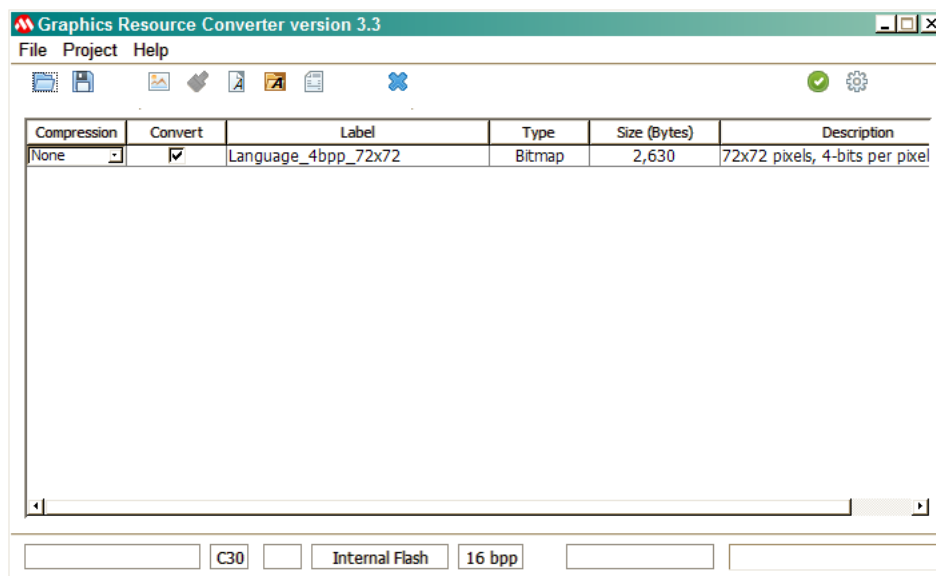 Graphics Resource Converter version 3.3
File Project Help
Compression Convert Label Type Size (Bytes) Description
None Language_4bpp_72x72 Bitmap 2,630 72x72 pixels, 4-bits per pixel
C30 Internal Flash 16 bpp